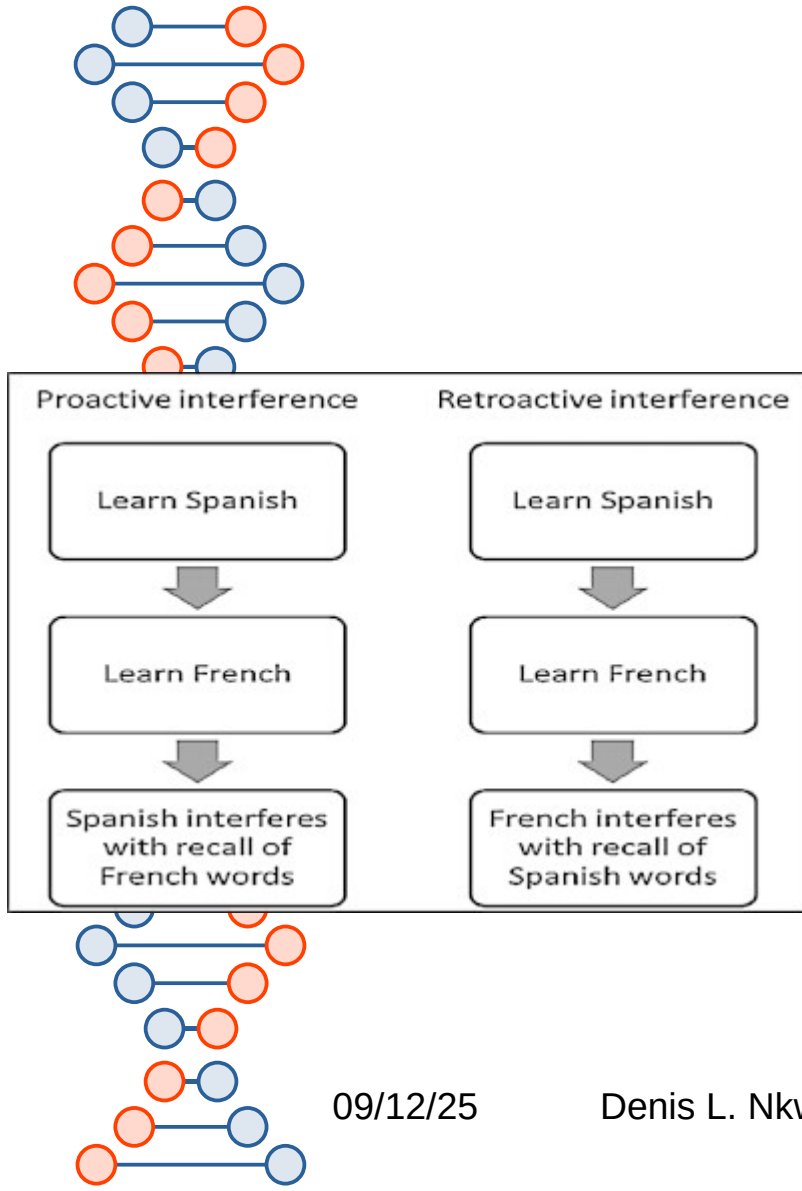 Proactive interference
Learn Spanish
Learn French
Spanish interferes
with recall of
French words
Retroactive interference
Learn Spanish
Learn French
French interferes
with recall of
Spanish words
09/12/25
Denis L.